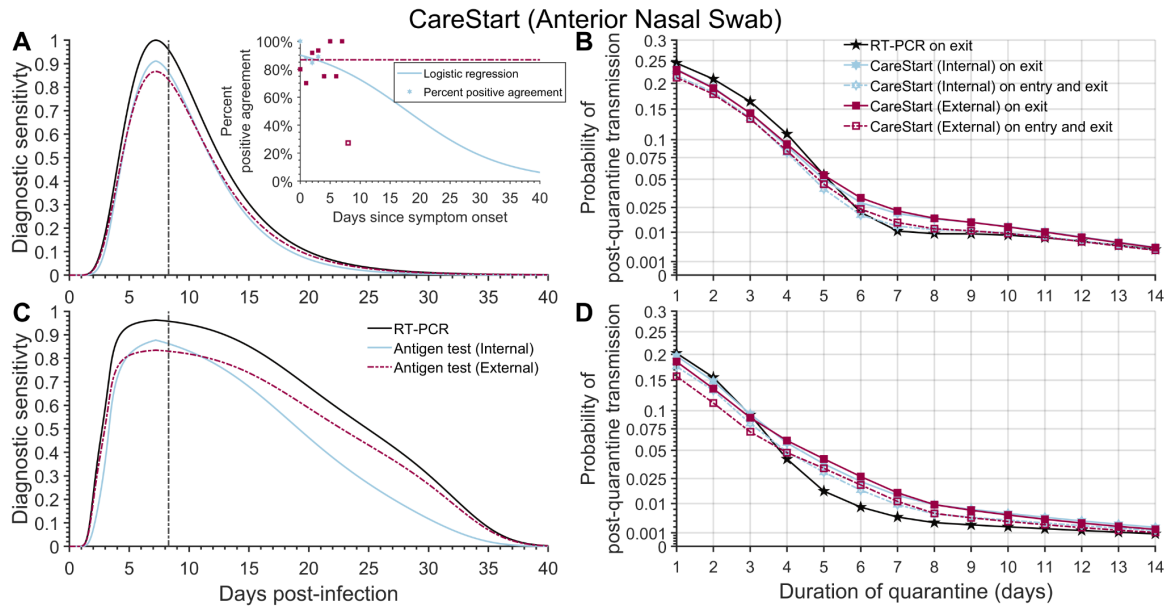 CareStart (Anterior Nasal Swab)
A
Diagnostic sensitivty
1
0.9
0.8
0.7
0.6
0.5
0.4
0.3
0.2
0.1
0
0 5 10 15 20 25 30 35 40
Percent
positive agreement
100%
80%
60%
40%
20%
0%
0 5 10 15 20 25 30 35 40
Days since symptom onset
Logistic regression
Percent positive agreement
B
Probability of
post-quarantine transmission
0.3
0.25
0.2
0.15
0.1
0.075
0.05
0.025
0.01
0.001
0
1 2 3 4 5 6 7 8 9 10 11 12 13 14
RT-PCR on exit
CareStart (Internal) on exit
CareStart (Internal) on entry and exit
CareStart (External) on exit
CareStart (External) on entry and exit
C
Diagnostic sensitivty
1
0.9
0.8
0.7
0.6
0.5
0.4
0.3
0.2
0.1
0
0 5 10 15 20 25 30 35 40
Days post-infection
RT-PCR
Antigen test (Internal)
Antigen test (External)
D
Probability of
post-quarantine transmission
0.3
0.25
0.2
0.15
0.1
0.075
0.05
0.025
0.01
0.001
0
1 2 3 4 5 6 7 8 9 10 11 12 13 14
Duration of quarantine (days)